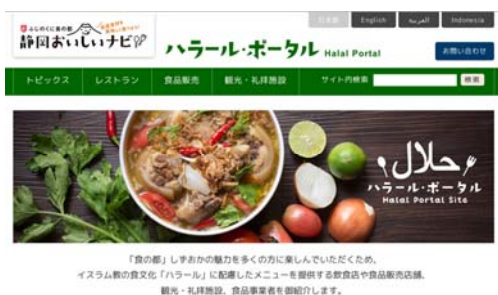 ふじのくに食の都
静岡おいしいナビ!
ハラール・ポータル Halal Portal
日本語 English العربية Indonesia
お問い合わせ
トピックス レストラン 食品販売 観光・礼拝施設 サイト内検索 検索
حلال
ハラール・ポータル
Halal Portal Site
「食の都」しずおかの魅力を多くの方に楽しんでいただくため、
イスラム教の食文化「ハラール」に配慮したメニューを提供する飲食店や食品販売店舗、
観光・礼拝施設、食品事業者を御紹介します。